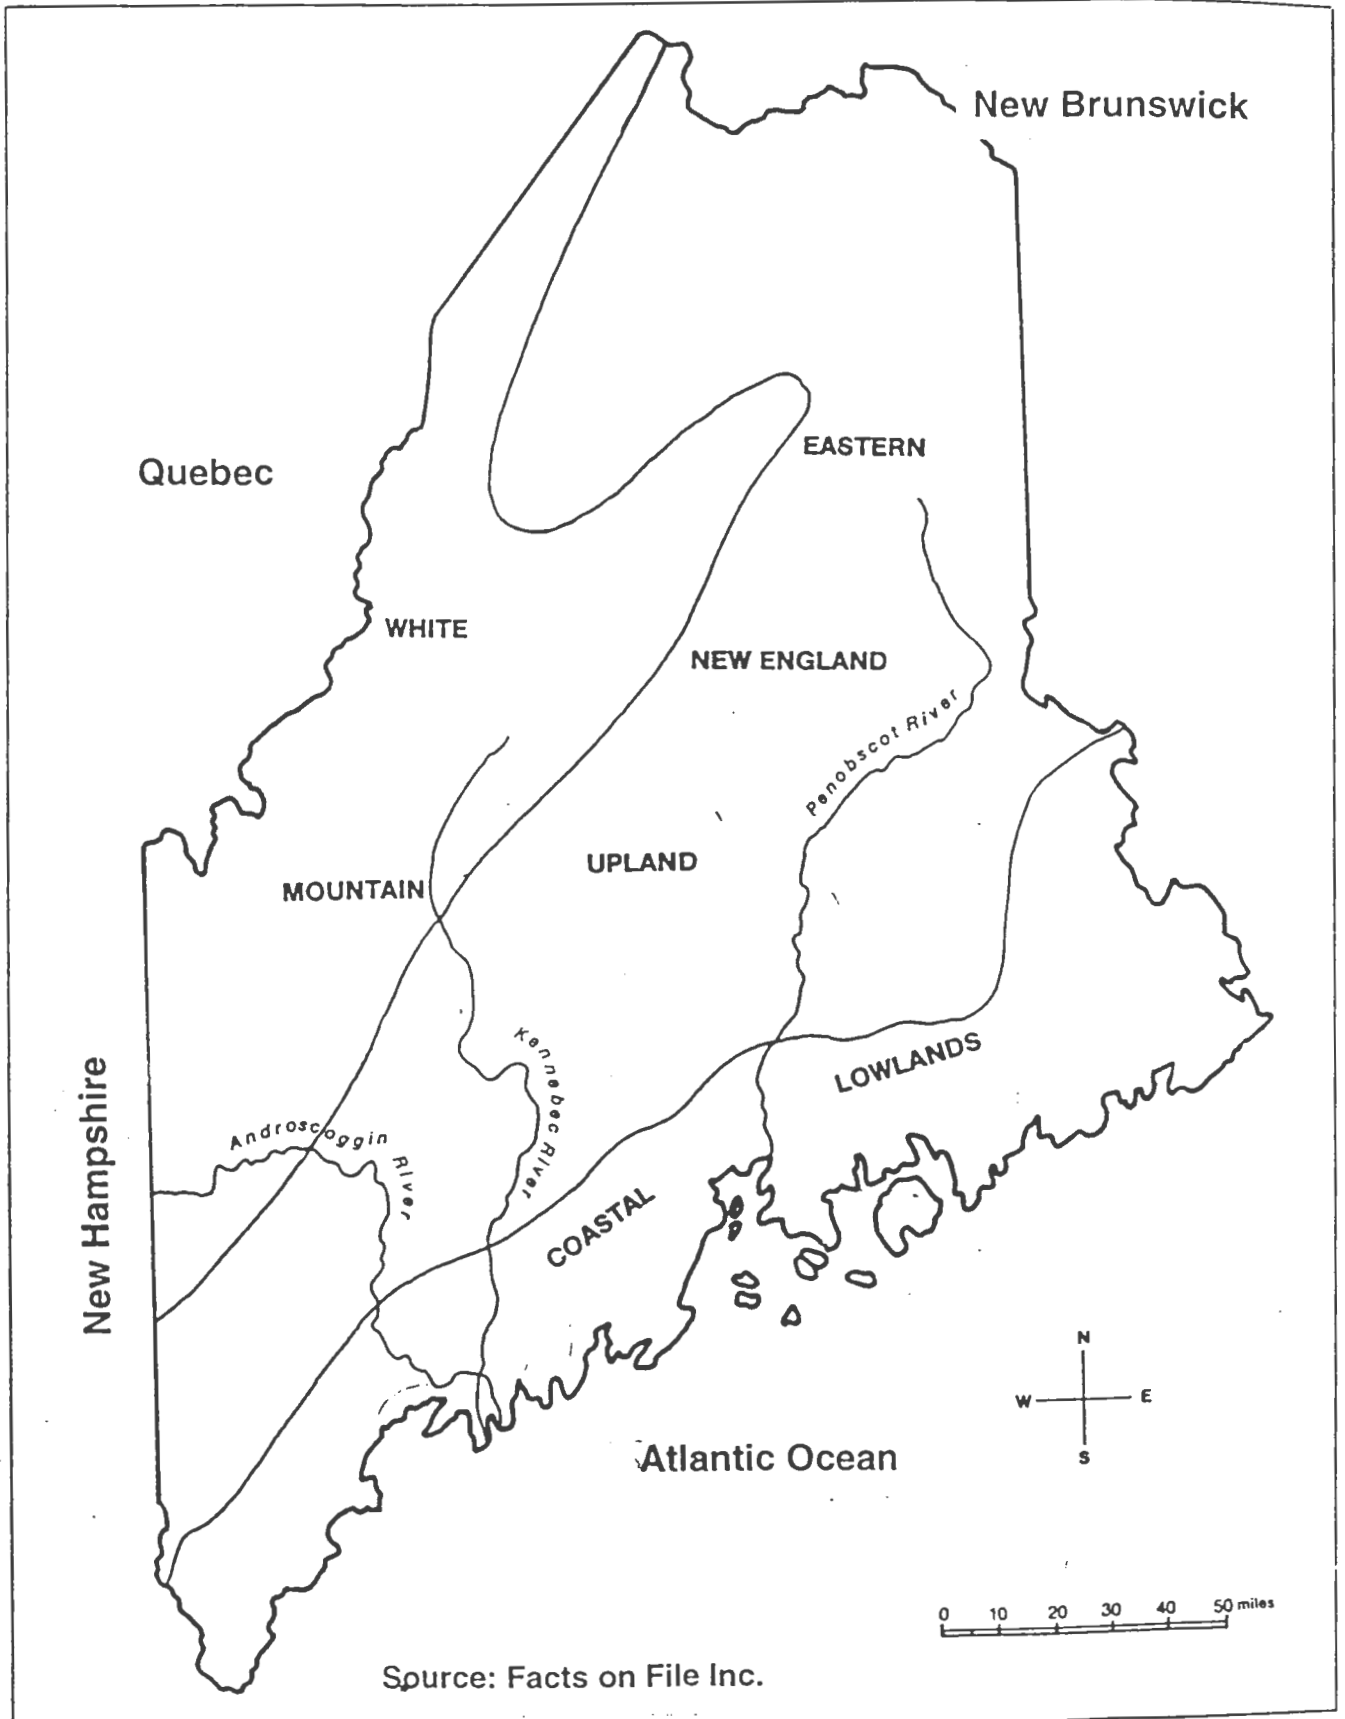 New Brunswick
EASTERN
Quebec
WHITE
NEW ENGLAND
Penobscot River
UPLAND
MOUNTAIN
Kennebec River
LOWLANDS
Androscoggin River
New Hampshire
COASTAL
N
W E
S
Atlantic Ocean
0 10 20 30 40 50 miles
Source: Facts on File Inc.